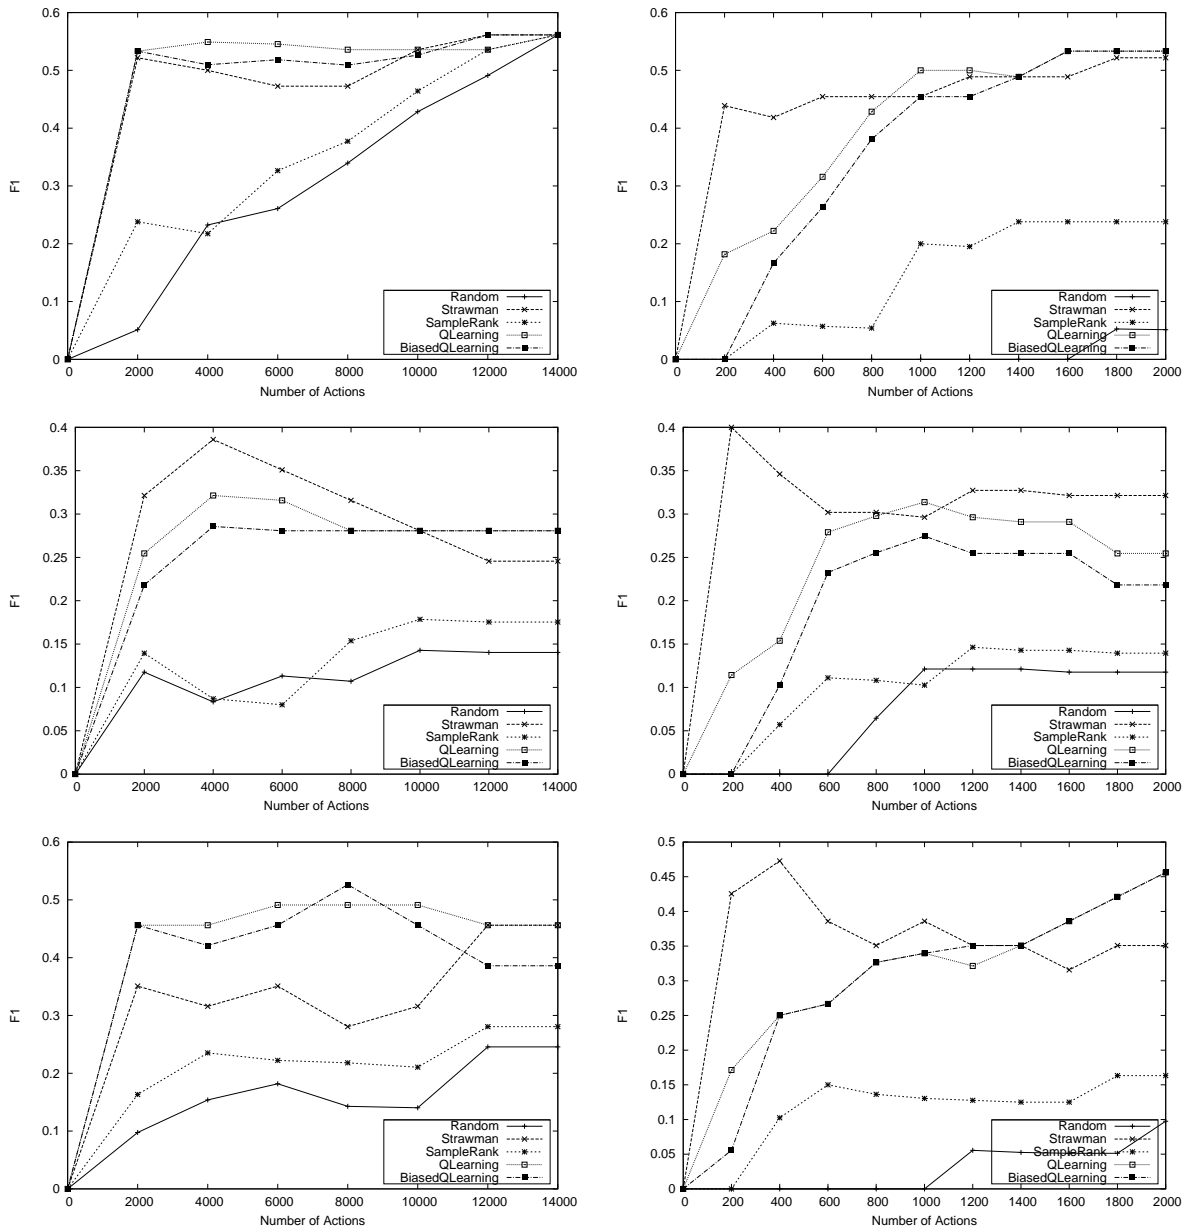 0.6
0.5
0.4
0.3
0.2
0.1
0
F1
Random
Strawman
SampleRank
QLearning
BiasedQLearning
0 2000 4000 6000 8000 10000 12000 14000
Number of Actions
0.6
0.5
0.4
0.3
0.2
0.1
0
F1
Random
Strawman
SampleRank
QLearning
BiasedQLearning
0 200 400 600 800 1000 1200 1400 1600 1800 2000
Number of Actions
0.4
0.35
0.3
0.25
0.2
0.15
0.1
0.05
0
F1
Random
Strawman
SampleRank
QLearning
BiasedQLearning
0 2000 4000 6000 8000 10000 12000 14000
Number of Actions
0.4
0.35
0.3
0.25
0.2
0.15
0.1
0.05
0
F1
Random
Strawman
SampleRank
QLearning
BiasedQLearning
0 200 400 600 800 1000 1200 1400 1600 1800 2000
Number of Actions
0.6
0.5
0.4
0.3
0.2
0.1
0
F1
Random
Strawman
SampleRank
QLearning
BiasedQLearning
0 2000 4000 6000 8000 10000 12000 14000
Number of Actions
0.5
0.45
0.4
0.35
0.3
0.25
0.2
0.15
0.1
0.05
0
F1
Random
Strawman
SampleRank
QLearning
BiasedQLearning
0 200 400 600 800 1000 1200 1400 1600 1800 2000
Number of Actions